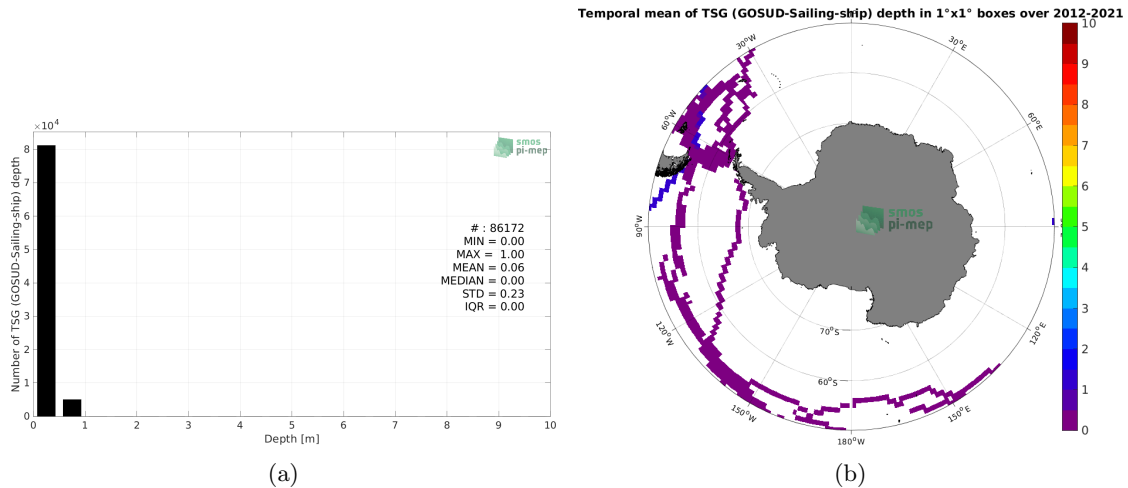 Temporal mean of TSG (GOSUD-Sailing-ship) depth in 1°x1° boxes over 2012-2021
×10⁴
8
7
6
5
4
3
2
1
0
Number of TSG (GOSUD-Sailing-ship) depth
smos
pi-mep
# : 86172
MIN = 0.00
MAX = 1.00
MEAN = 0.06
MEDIAN = 0.00
STD = 0.23
IQR = 0.00
0 1 2 3 4 5 6 7 8 9 10
Depth [m]
(a)
30°W
30°E
60°W
60°E
90°W
smos
pi-mep
120°W
120°E
70°S
60°S
150°W
150°E
180°W
10
9
8
7
6
5
4
3
2
1
0
(b)